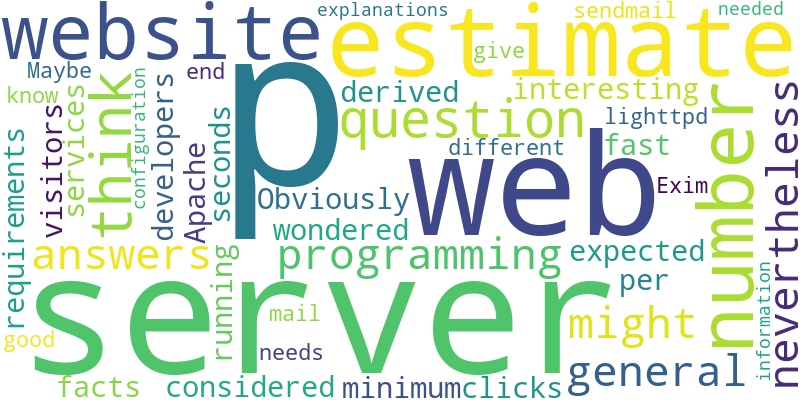 explanations
sendmail
needed
website
p
estimate
give
Maybe
end
know
services
think
configuration
developers
seconds
derived
interesting
question
lighttpd
number
nevertheless
visitors
Apache
different
fast
web
Exim
Obviously
requirements
wondered
answers
programming
expected
running
server
per
information
mail
might
good
needs
general
facts
considered
minimum
clicks